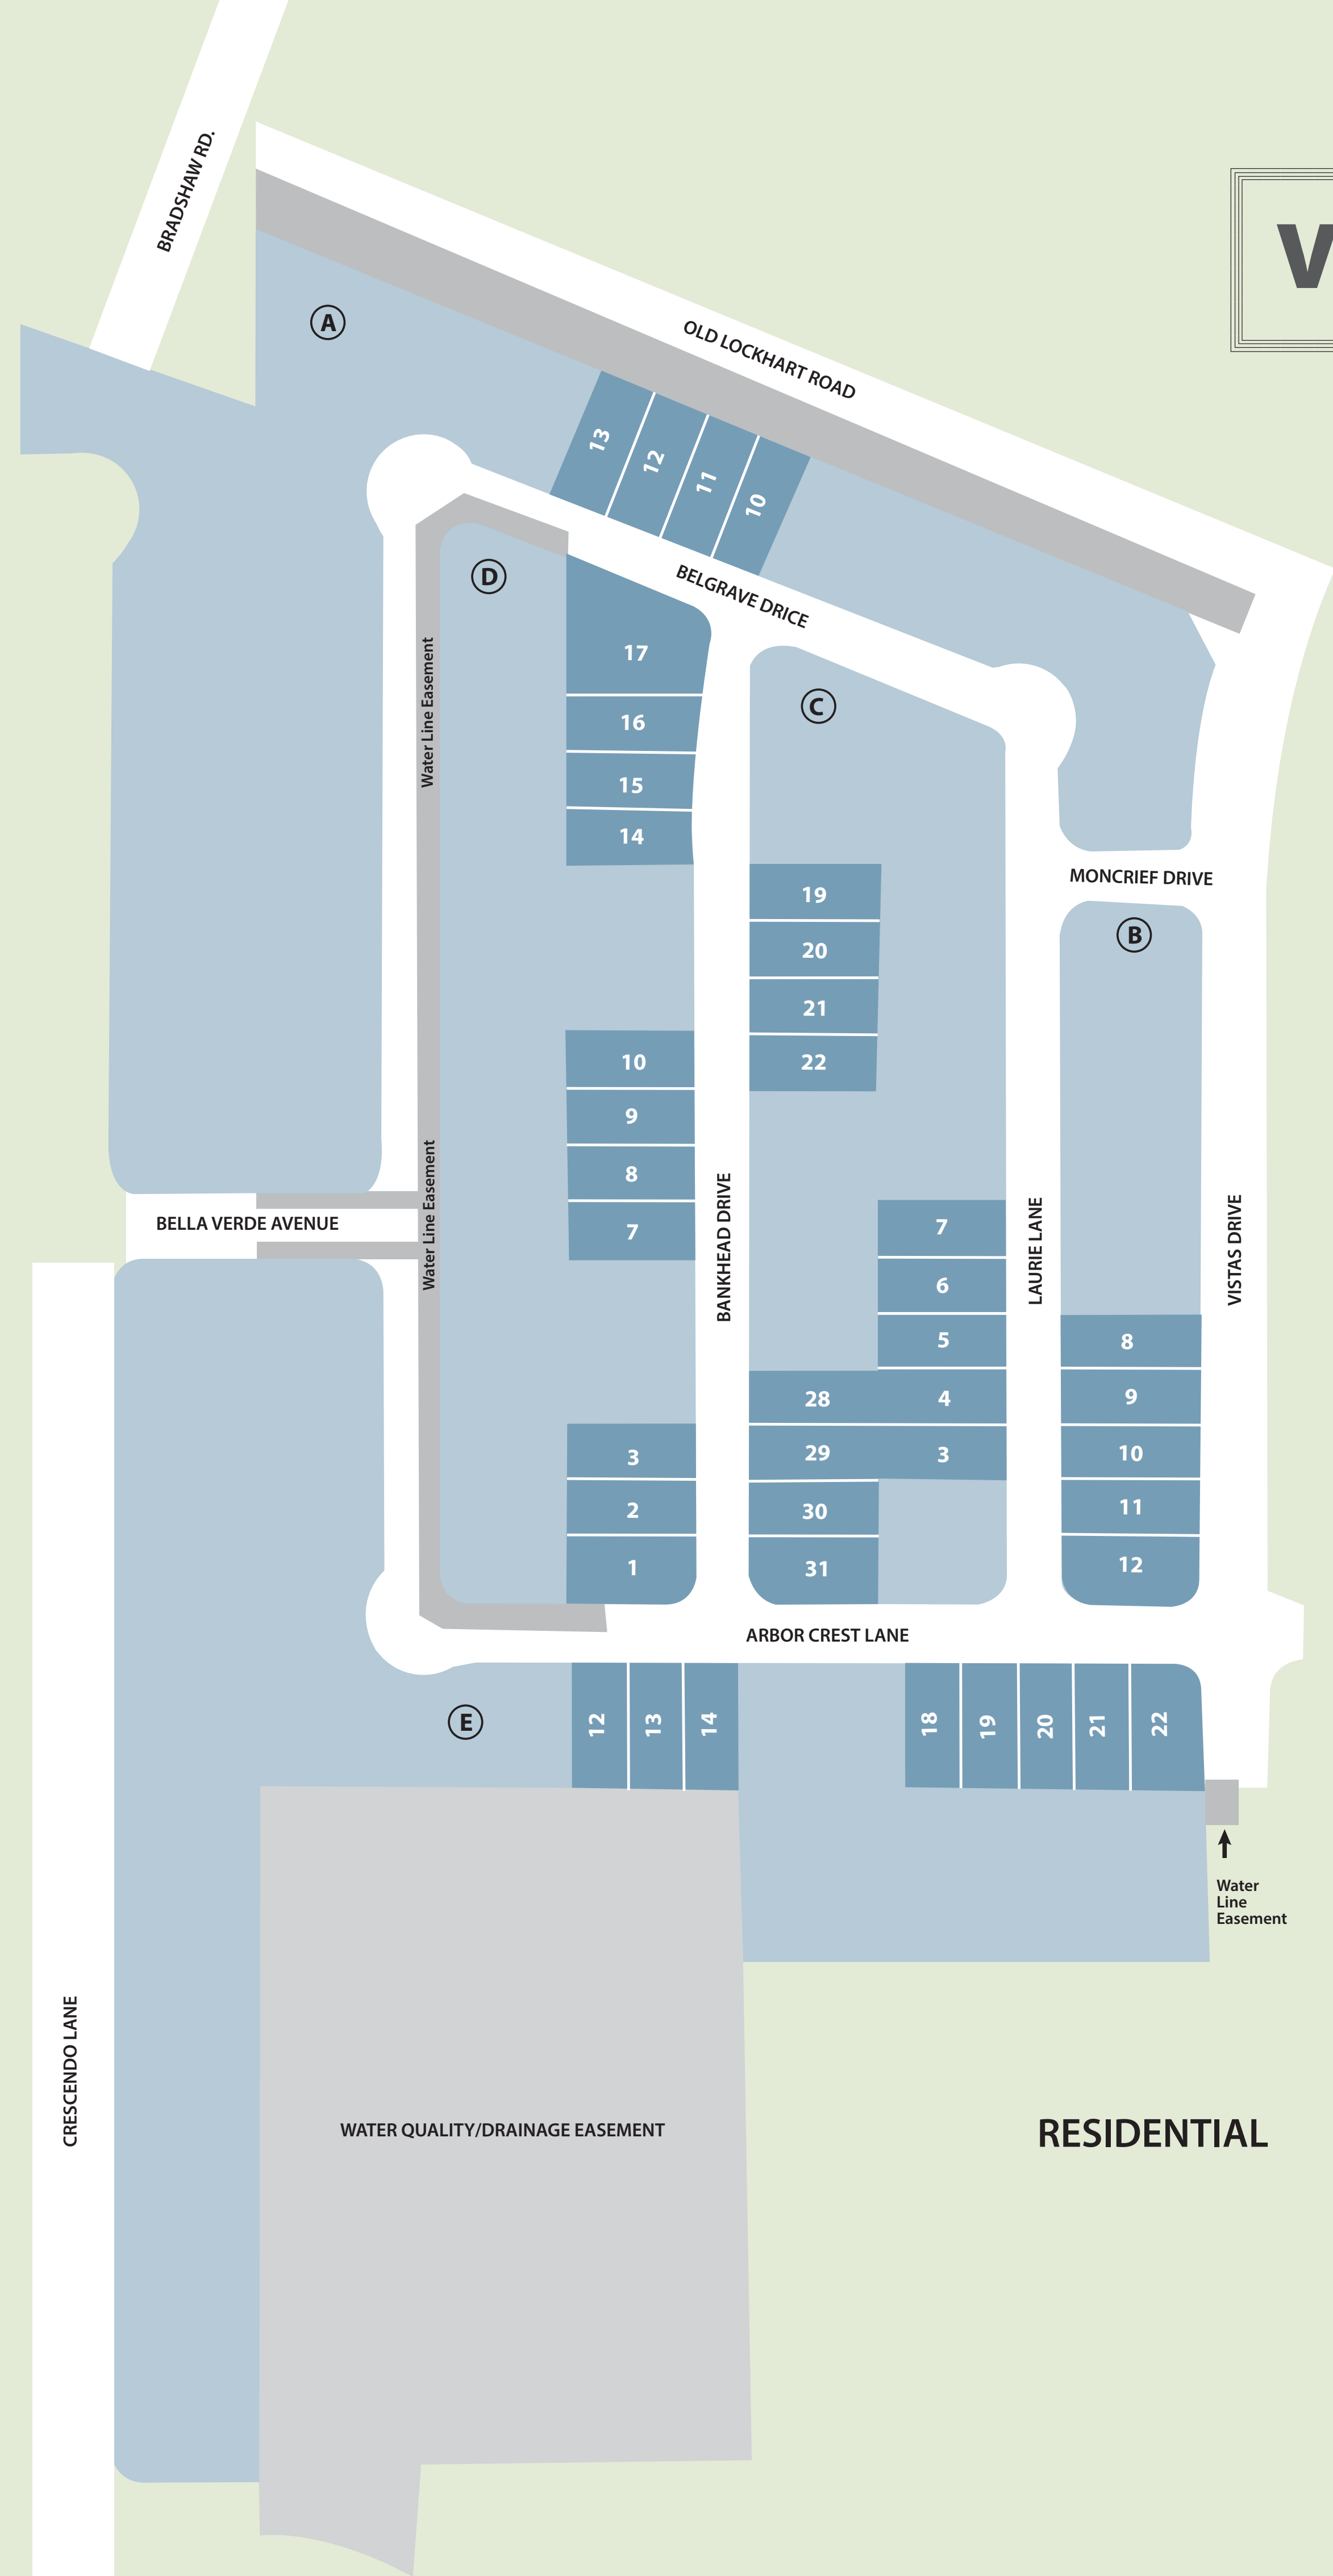 BRADSHAW RD.
V
A
OLD LOCKHART ROAD
13
12
11
10
D
BELGRAVE DRICE
Water Line Easement
17
16
15
14
C
MONCRIEF DRIVE
B
19
20
21
22
10
9
8
7
BELLA VERDE AVENUE
Water Line Easement
BANKHEAD DRIVE
LAURIE LANE
VISTAS DRIVE
7
6
5
4
3
8
9
10
11
12
28
29
30
31
3
2
1
ARBOR CREST LANE
E
12
13
14
18
19
20
21
22
Water
Line
Easement
CRESCENDO LANE
WATER QUALITY/DRAINAGE EASEMENT
RESIDENTIAL